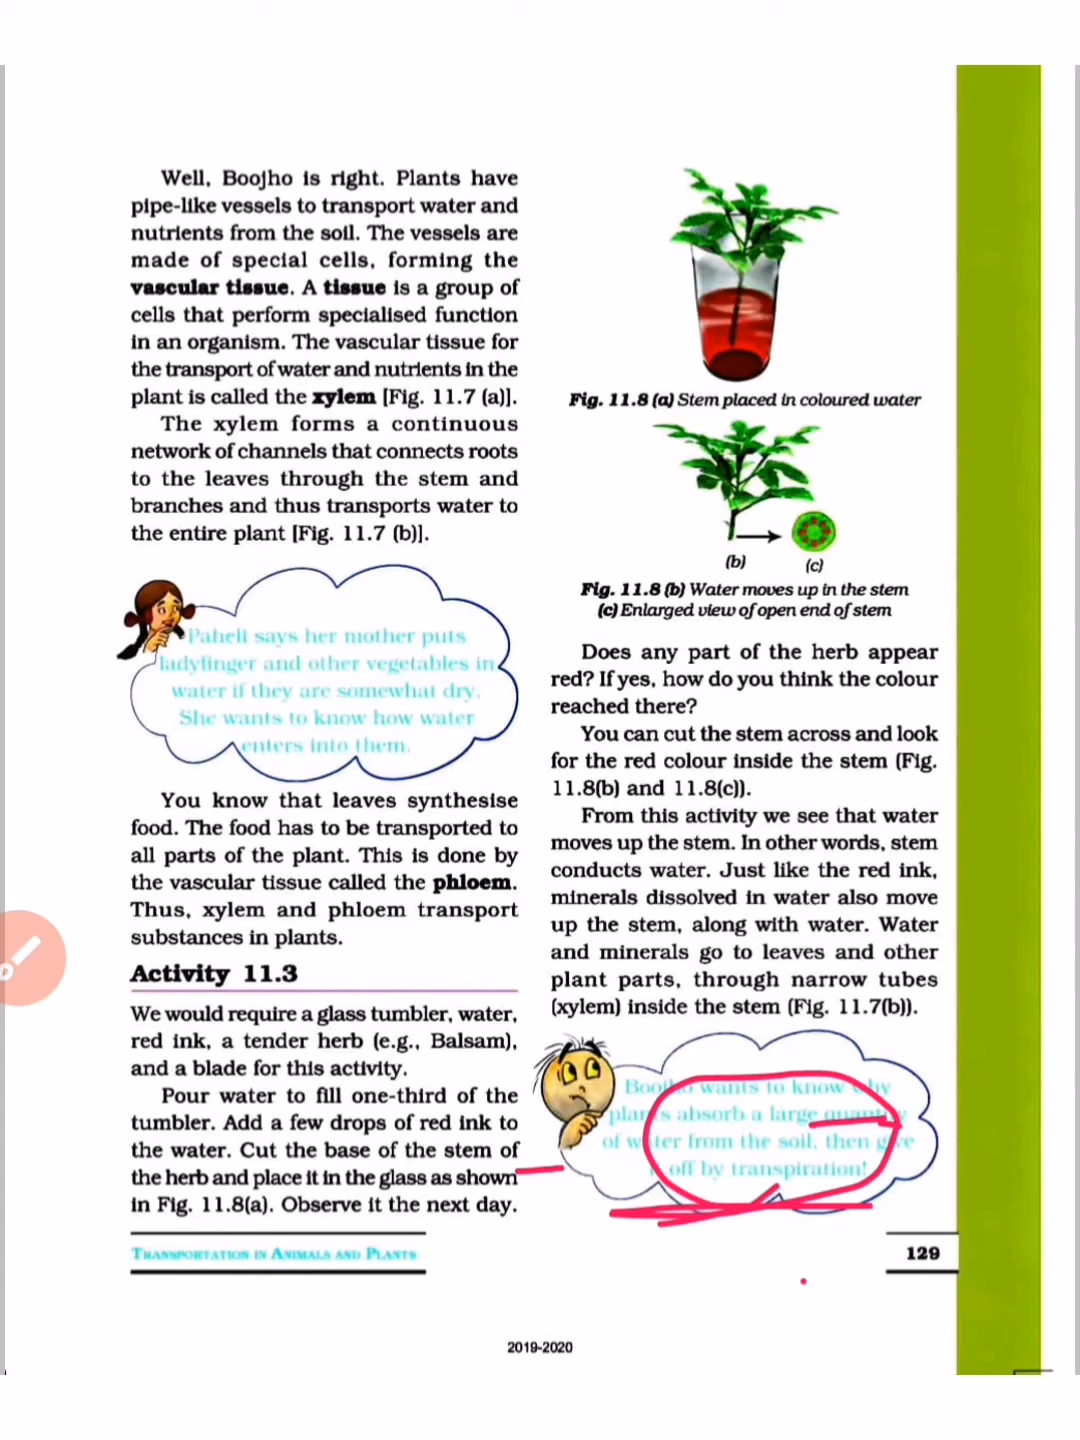 Well, Boojho is right. Plants have
pipe-like vessels to transport water and
nutrients from the soil. The vessels are
made of special cells, forming the
vascular tissue. A tissue is a group of
cells that perform specialised function
in an organism. The vascular tissue for
the transport of water and nutrients in the
plant is called the xylem [Fig. 11.7 (a)].
The xylem forms a continuous
network of channels that connects roots
to the leaves through the stem and
branches and thus transports water to
the entire plant [Fig. 11.7 (b)].
Paheli says her mother puts
ladyfinger and other vegetables in
water if they are somewhat dry.
She wants to know how water
enters into them.
You know that leaves synthesise
food. The food has to be transported to
all parts of the plant. This is done by
the vascular tissue called the phloem.
Thus, xylem and phloem transport
substances in plants.
Activity 11.3
We would require a glass tumbler, water,
red ink, a tender herb (e.g., Balsam),
and a blade for this activity.
Pour water to fill one-third of the
tumbler. Add a few drops of red ink to
the water. Cut the base of the stem of
the herb and place it in the glass as shown
in Fig. 11.8(a). Observe it the next day.
Fig. 11.8 (a) Stem placed in coloured water
(b)
(c)
Fig. 11.8 (b) Water moves up in the stem
(c) Enlarged view of open end of stem
Does any part of the herb appear
red? If yes, how do you think the colour
reached there?
You can cut the stem across and look
for the red colour inside the stem (Fig.
11.8(b) and 11.8(c)).
From this activity we see that water
moves up the stem. In other words, stem
conducts water. Just like the red ink,
minerals dissolved in water also move
up the stem, along with water. Water
and minerals go to leaves and other
plant parts, through narrow tubes
(xylem) inside the stem (Fig. 11.7(b)).
Boojho wants to know why
plants absorb a large quantity
of water from the soil, then give
off by transpiration!
TRANSPORTATION IN ANIMALS AND PLANTS
129
2019-2020